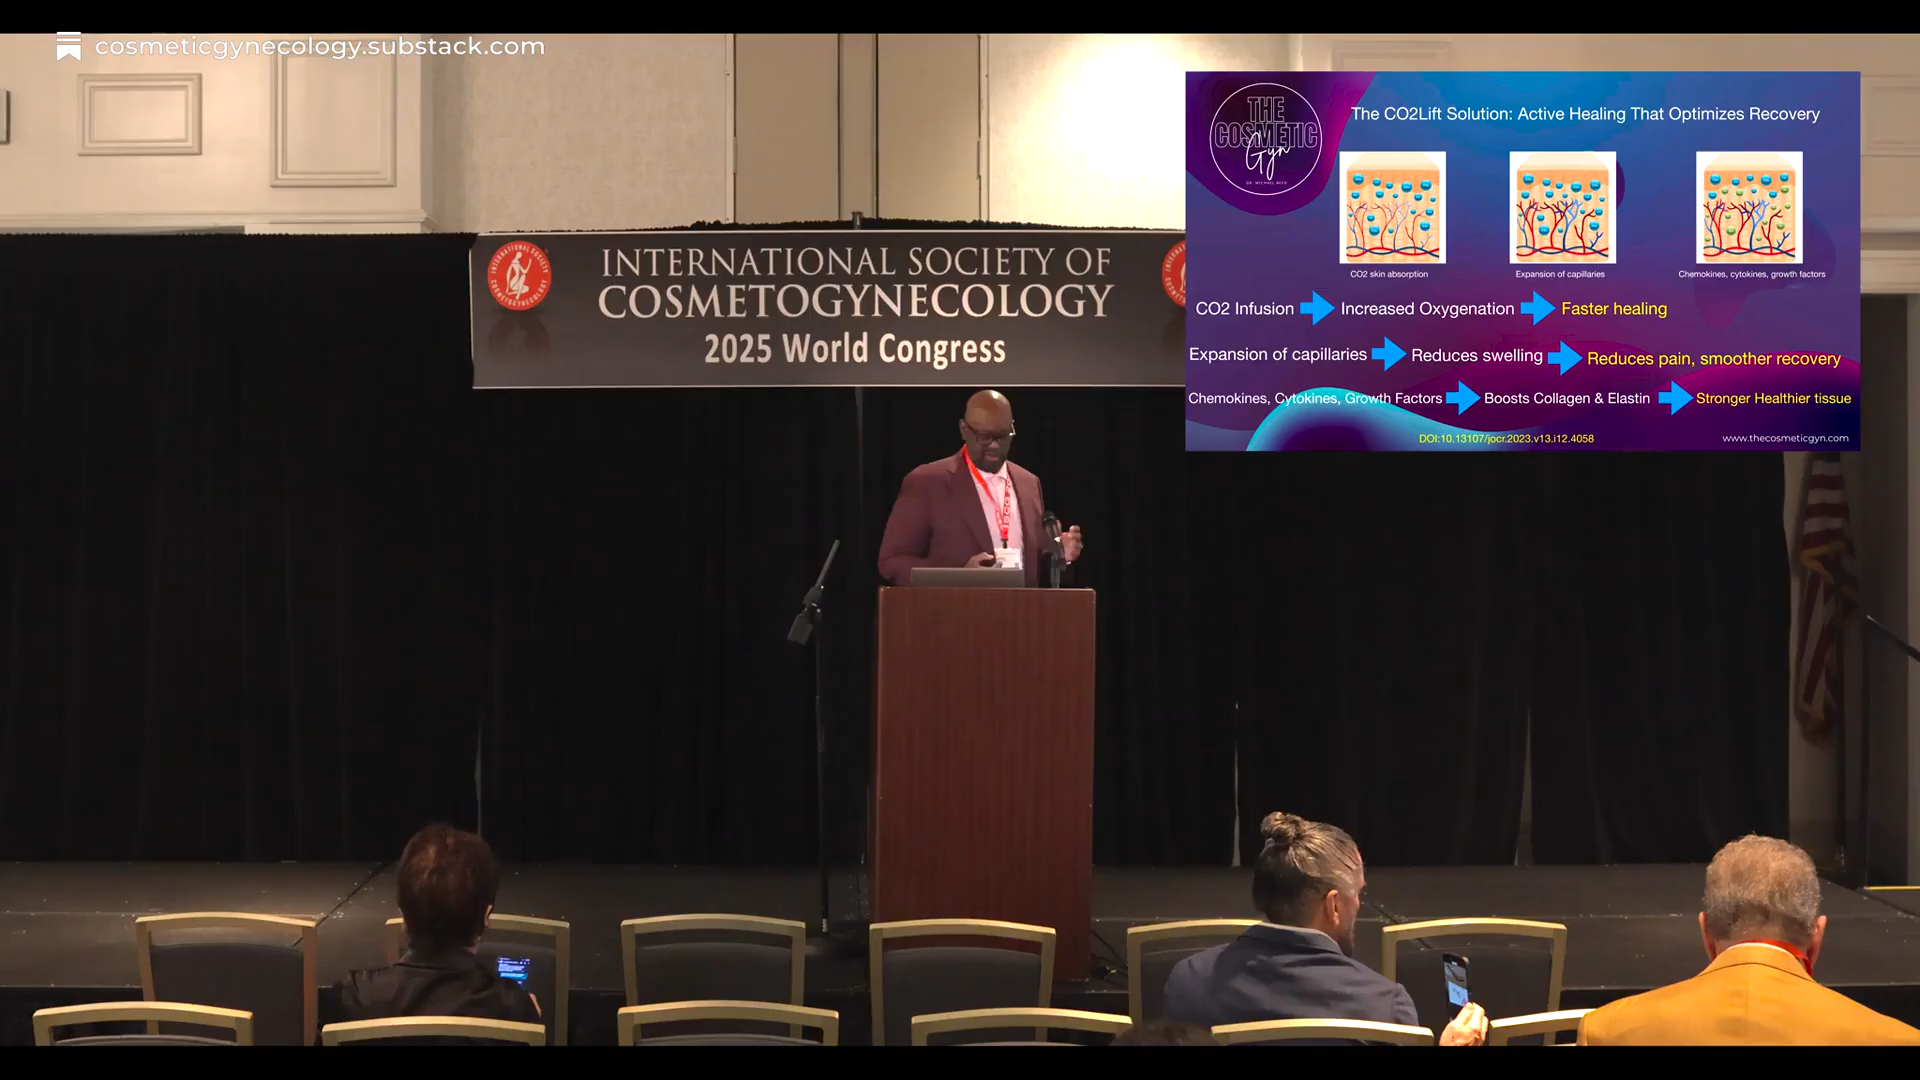 cosmeticgynecology.substack.com
INTERNATIONAL SOCIETY OF
COSMETOGYNECOLOGY
2025 World Congress
THE
COSMETIC
Gyn
DR. MICHAEL REED
The CO2Lift Solution: Active Healing That Optimizes Recovery
CO2 skin absorption
Expansion of capillaries
Chemokines, cytokines, growth factors
CO2 Infusion
Increased Oxygenation
Faster healing
Expansion of capillaries
Reduces swelling
Reduces pain, smoother recovery
Chemokines, Cytokines, Growth Factors
Boosts Collagen & Elastin
Stronger Healthier tissue
DOI:10.13107/jocr.2023.v13.i12.4058
www.thecosmeticgyn.com